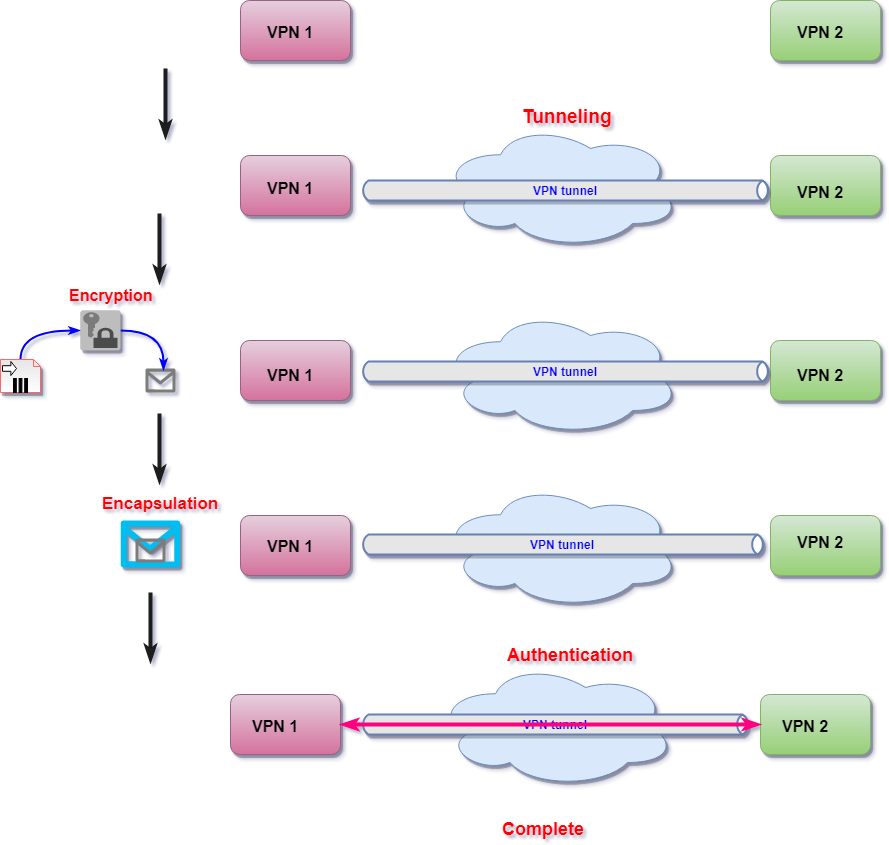 VPN 1
VPN 2
Tunneling
VPN 1
VPN tunnel
VPN 2
Encryption
VPN 1
VPN tunnel
VPN 2
Encapsulation
VPN 1
VPN tunnel
VPN 2
Authentication
VPN 1
VPN tunnel
VPN 2
Complete